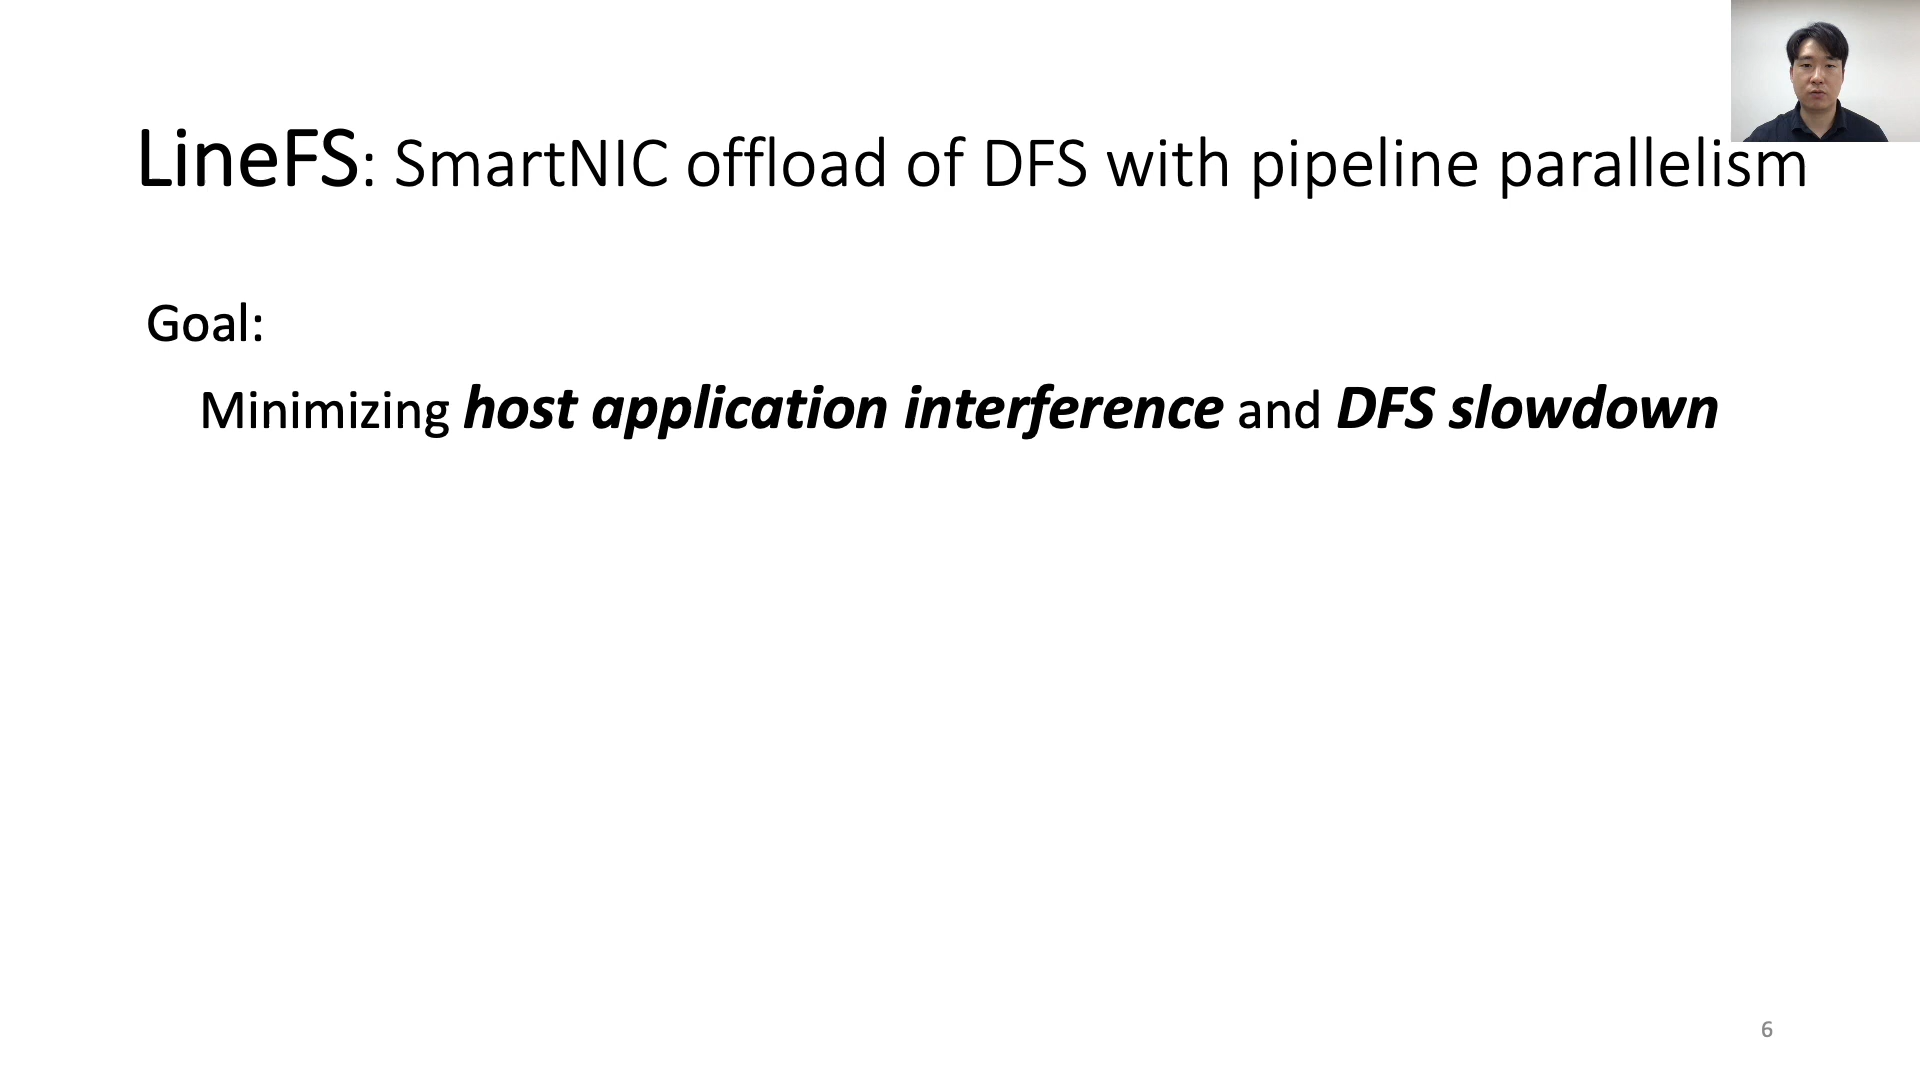 LineFS: SmartNIC offload of DFS with pipeline parallelism
Goal:
Minimizing host application interference and DFS slowdown
6